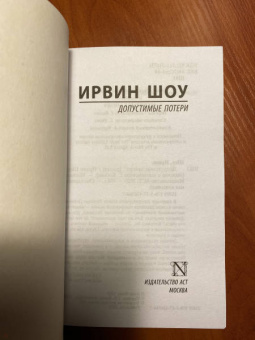 ИРВИН ШОУ
ДОПУСТИМЫЕ ПОТЕРИ
N
ИЗДАТЕЛЬСТВО АСТ
МОСКВА